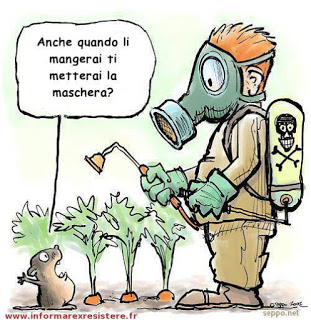 Anche quando li
mangerai ti
metterai la
maschera?
seppo.net
www.informarexresistere.fr